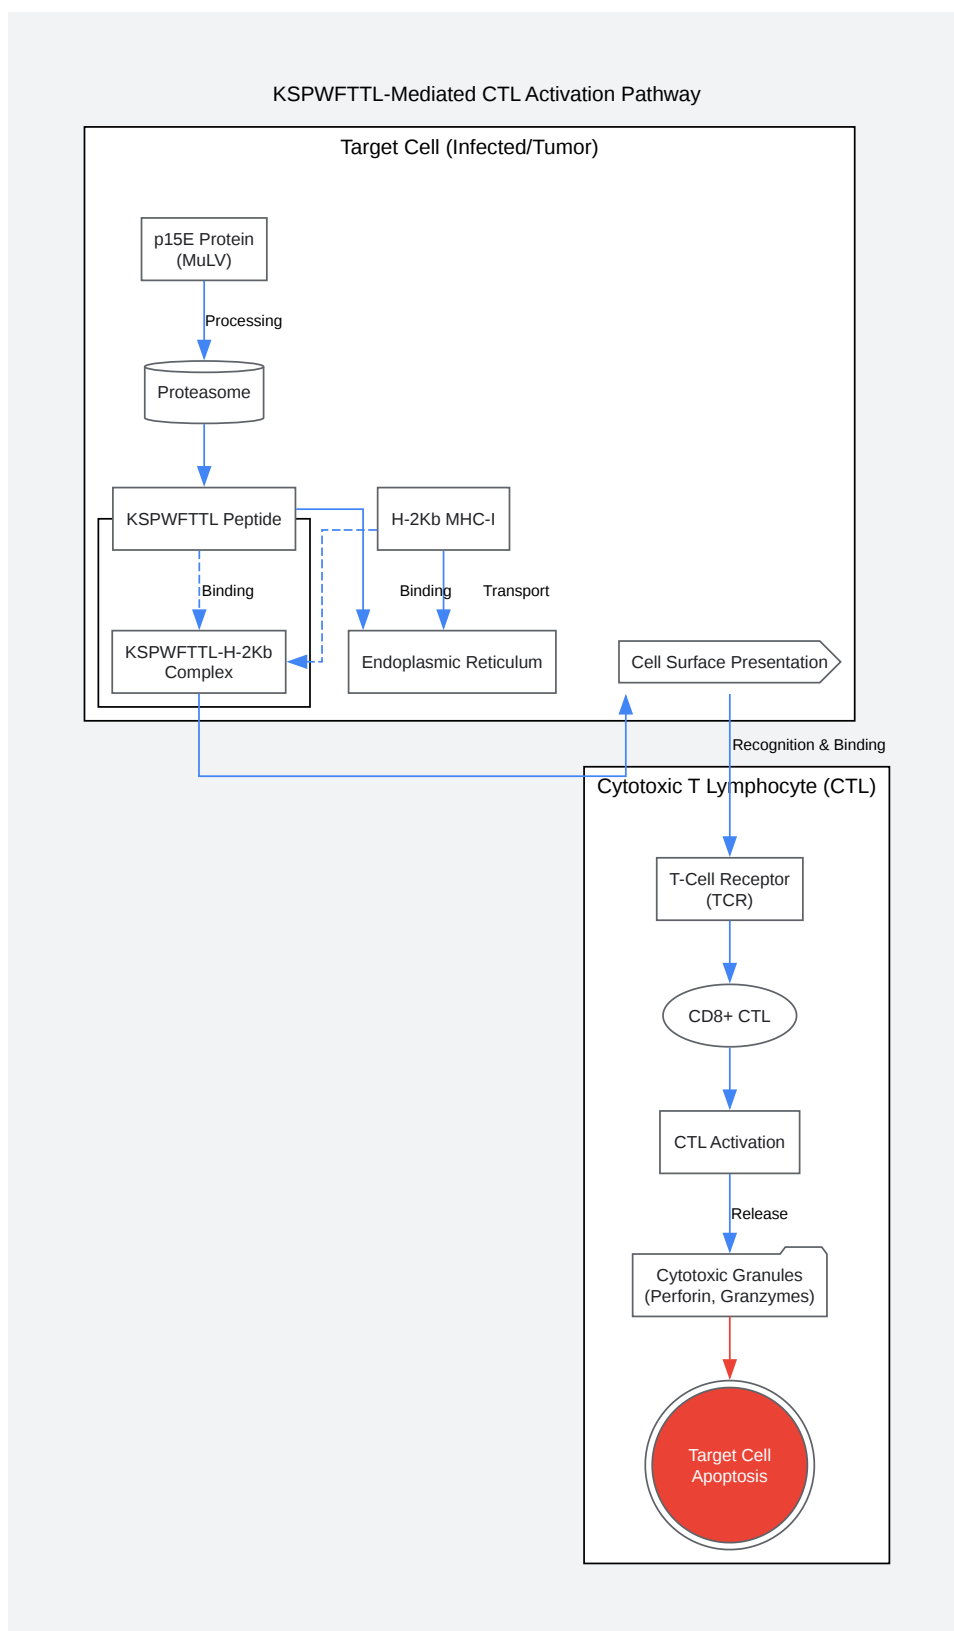 KSPWFTTL-Mediated CTL Activation Pathway
Target Cell (Infected/Tumor)
p15E Protein
(MuLV)
Processing
Proteasome
KSPWFTTL Peptide
H-2Kb MHC-I
Binding
Binding
Transport
KSPWFTTL-H-2Kb
Complex
Endoplasmic Reticulum
Cell Surface Presentation
Recognition & Binding
Cytotoxic T Lymphocyte (CTL)
T-Cell Receptor
(TCR)
CD8+ CTL
CTL Activation
Release
Cytotoxic Granules
(Perforin, Granzymes)
Target Cell
Apoptosis